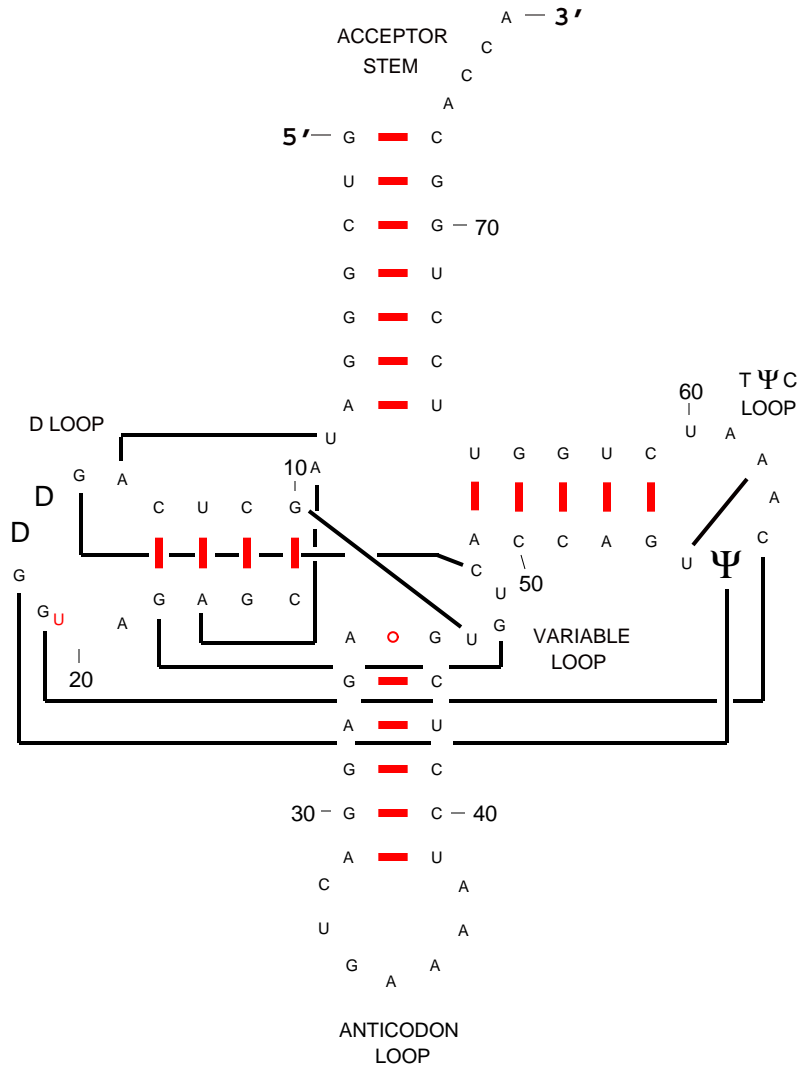 A — 3′
ACCEPTOR
STEM
C
C
A
5′ — G C
U G
C G — 70
G U
G C
G C
A U
60
T Ψ C
LOOP
D LOOP
U
U A
10
A
U G G U C
A
G A
D
C U C G
A
D
A C C A G U Ψ C
C
50
G
G A G C
U
G U
A
A G U
G
VARIABLE
LOOP
20
G C
A U
G C
30 — G C — 40
A U
C A
U A
G A A
ANTICODON
LOOP